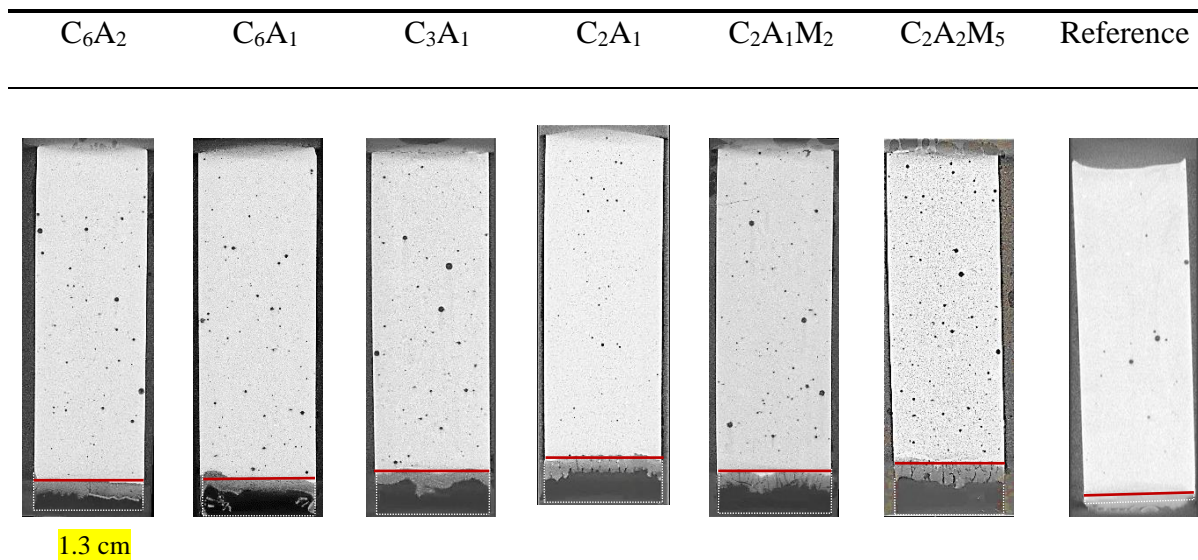 C₆A₂ C₆A₁ C₃A₁ C₂A₁ C₂A₁M₂ C₂A₂M₅ Reference
1.3 cm